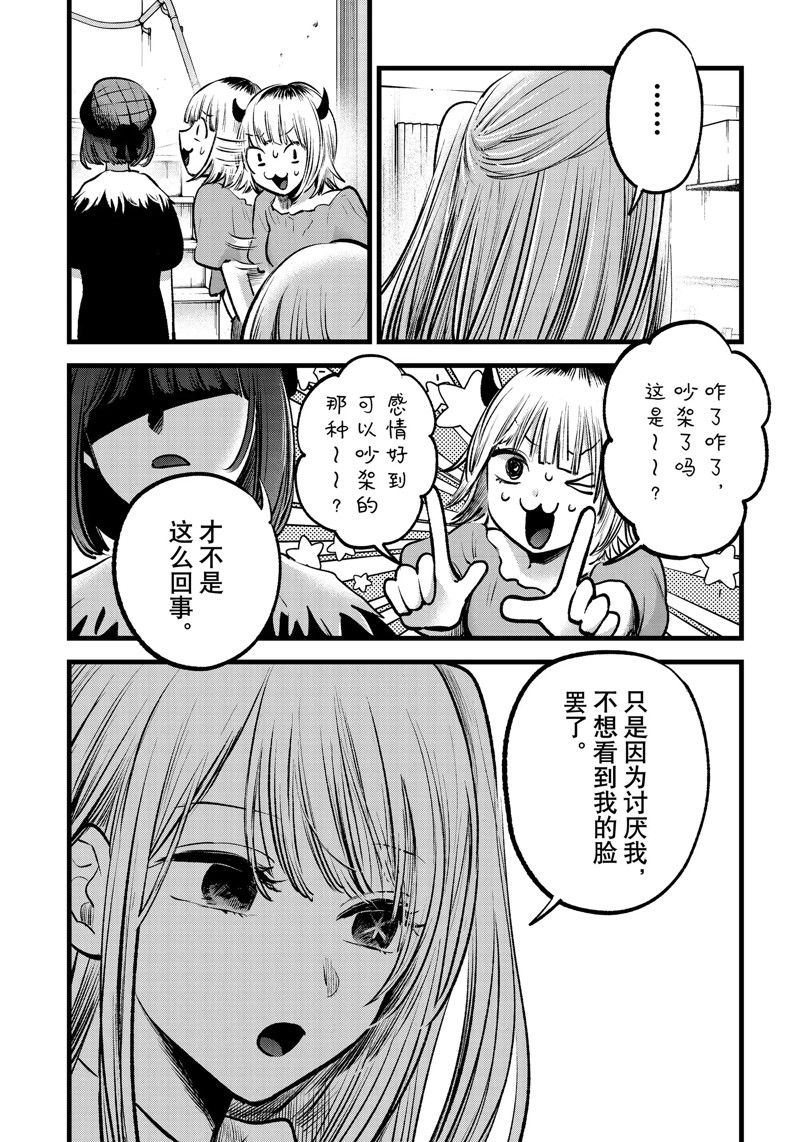 ……
咋了咋了，
吵架了吗
这是～～？
感情好到
可以吵架的
那种～～？
才不是
这么回事。
只是因为讨厌我，
不想看到我的脸
罢了。